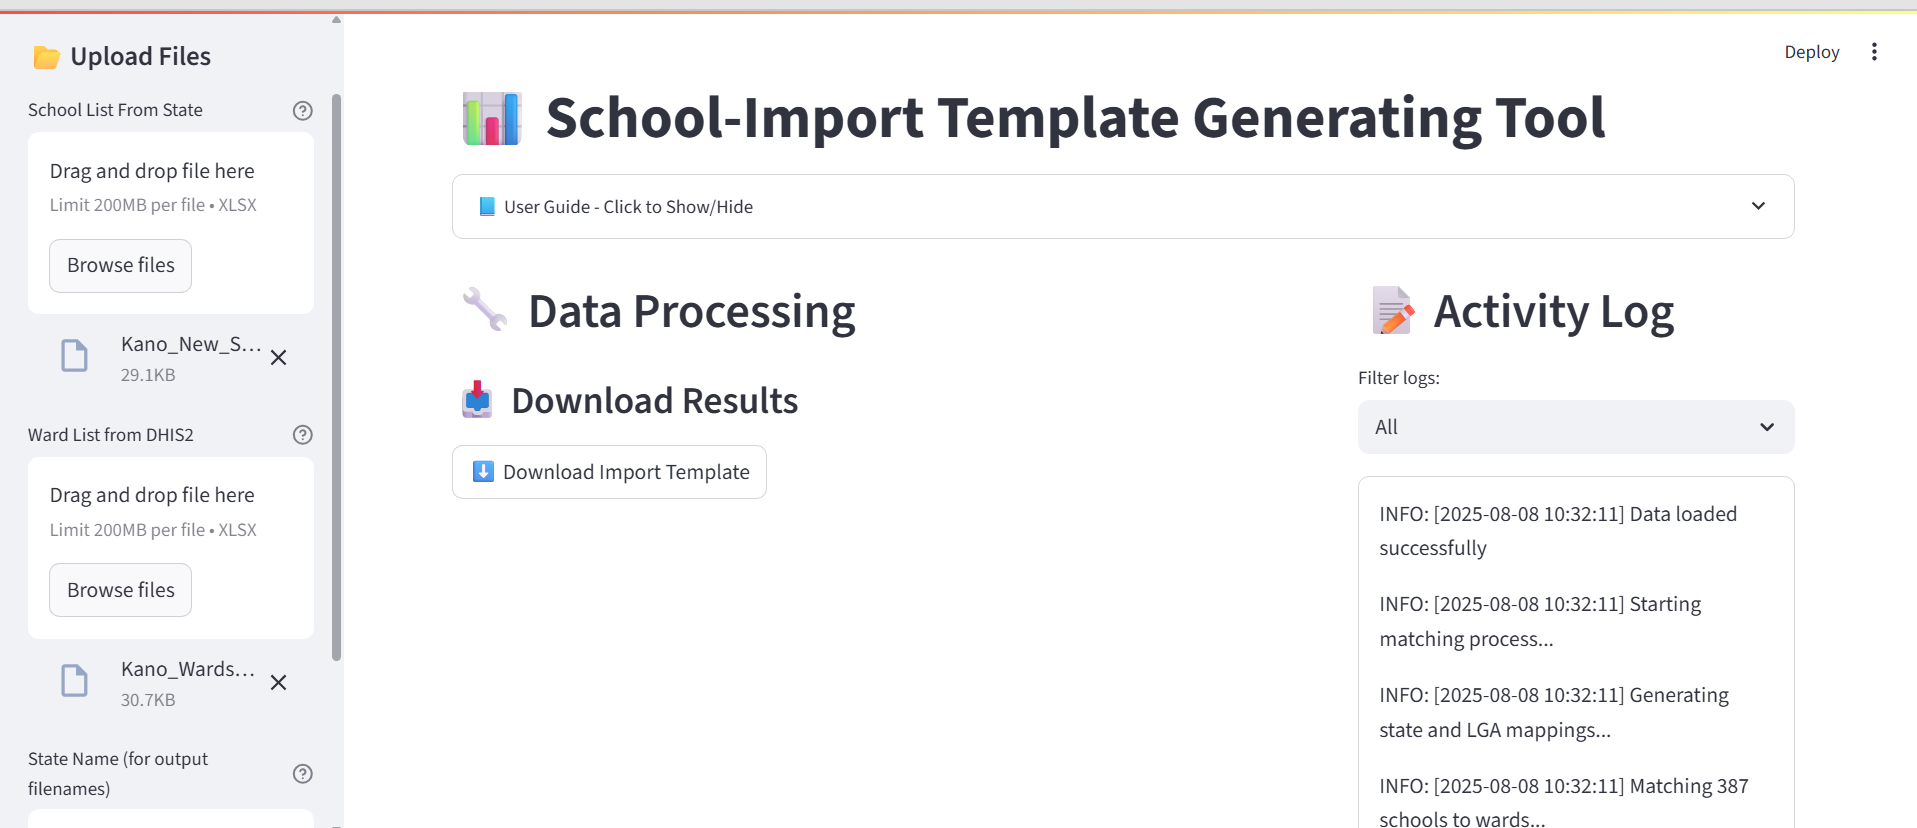 Upload Files
School List From State
Drag and drop file here
Limit 200MB per file • XLSX
Browse files
Kano_New_S...
29.1KB
Ward List from DHIS2
Drag and drop file here
Limit 200MB per file • XLSX
Browse files
Kano_Wards...
30.7KB
State Name (for output
filenames)
Deploy
School-Import Template Generating Tool
User Guide - Click to Show/Hide
Data Processing
Download Results
Download Import Template
Activity Log
Filter logs:
All
INFO: [2025-08-08 10:32:11] Data loaded
successfully
INFO: [2025-08-08 10:32:11] Starting
matching process...
INFO: [2025-08-08 10:32:11] Generating
state and LGA mappings...
INFO: [2025-08-08 10:32:11] Matching 387
schools to wards...